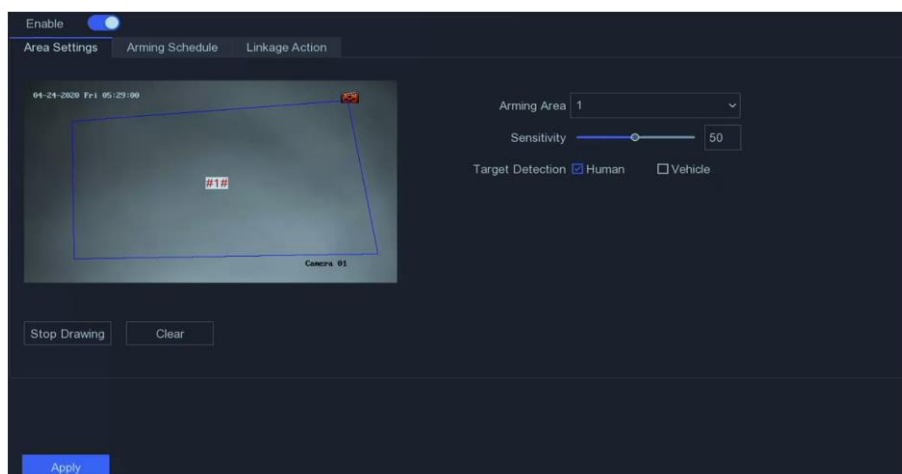 Enable
Area Settings Arming Schedule Linkage Action
04-24-2020 Fri 05:29:00
Arming Area 1
Sensitivity 50
Target Detection Human Vehicle
#1#
Camera 01
Stop Drawing Clear
Apply